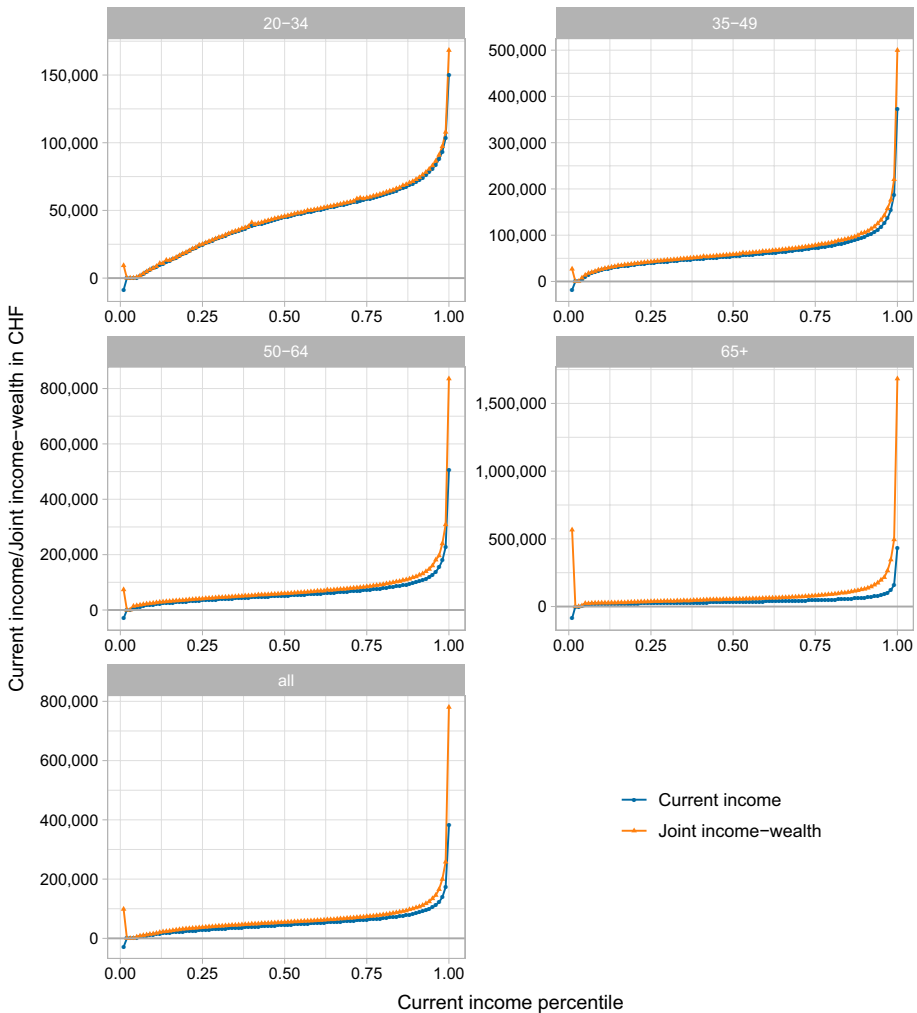 20−34
35−49
150,000
100,000
50,000
0
0.00 0.25 0.50 0.75 1.00
500,000
400,000
300,000
200,000
100,000
0
0.00 0.25 0.50 0.75 1.00
50−64
65+
800,000
600,000
400,000
200,000
0
0.00 0.25 0.50 0.75 1.00
1,500,000
1,000,000
500,000
0
0.00 0.25 0.50 0.75 1.00
all
800,000
600,000
400,000
200,000
0
0.00 0.25 0.50 0.75 1.00
Current income
Joint income−wealth
Current income/Joint income−wealth in CHF
Current income percentile